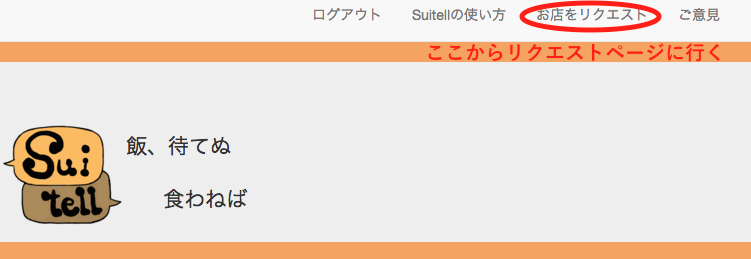 ログアウト Suitellの使い方 お店をリクエスト ご意見
ここからリクエストページに行く
Sui
tell
飯、待てぬ
食わねば